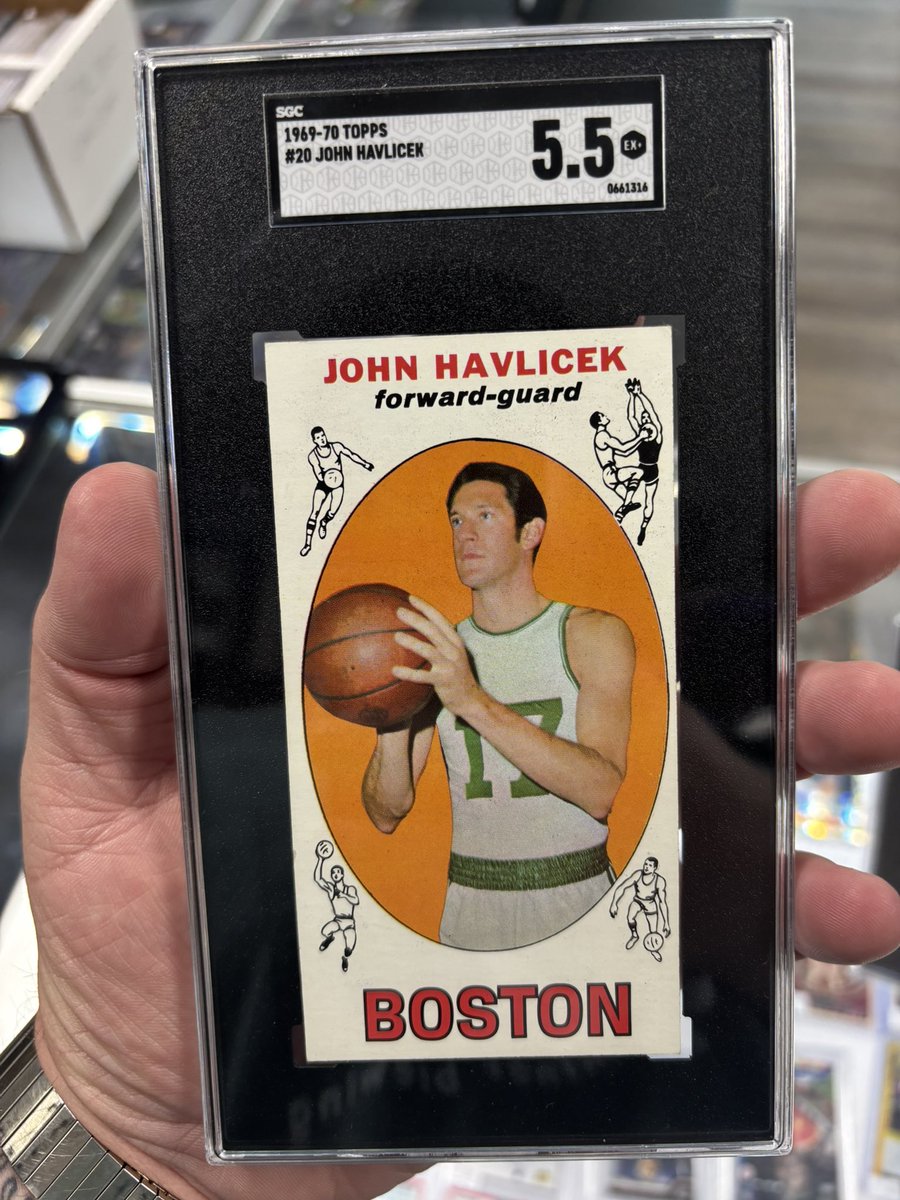 SGC
1969-70 TOPPS
#20 JOHN HAVLICEK
5.5
EX+
0661316
JOHN HAVLICEK
forward-guard
17
BOSTON